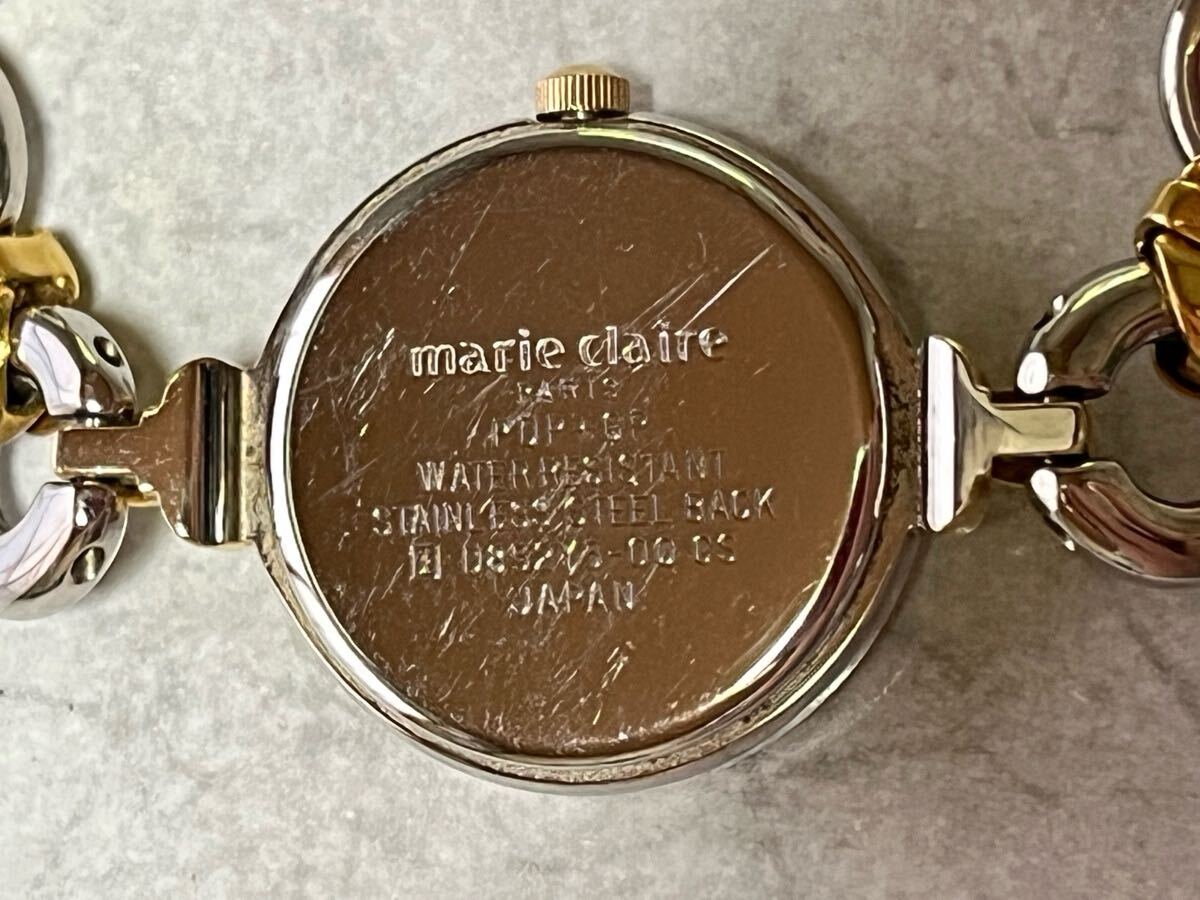 marie claire
PARIS
WATER RESISTANT
STAINLESS STEEL BACK
JAPAN